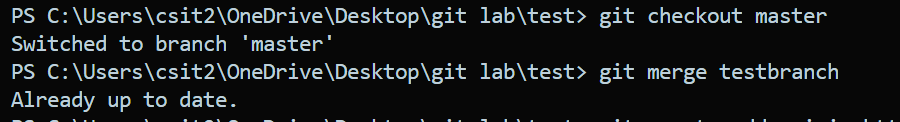 PS C:\Users\csit2\OneDrive\Desktop\git lab\test> git checkout master
Switched to branch 'master'
PS C:\Users\csit2\OneDrive\Desktop\git lab\test> git merge testbranch
Already up to date.